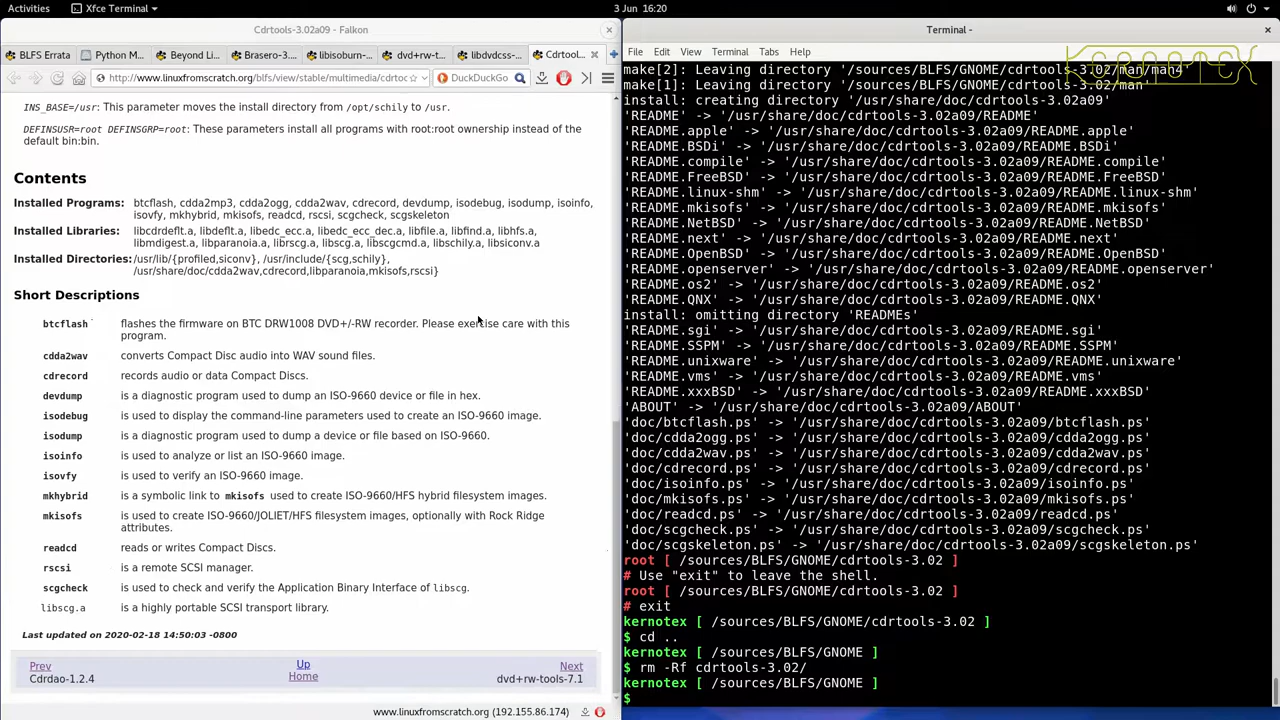 Activities
Xfce Terminal
3 Jun 16:20
Cdrtools-3.02a09 - Falkon
BLFS Errata
Python M...
Beyond Li...
Brasero-3...
libisoburn-...
dvd+rw-t...
libdvdcss-...
Cdrtool...
http://www.linuxfromscratch.org/blfs/view/stable/multimedia/cdrtoc
DuckDuckGo
INS_BASE=/usr: This parameter moves the install directory from /opt/schily to /usr.
DEFINSUSR=root DEFINSGRP=root: These parameters install all programs with root:root ownership instead of the
default bin:bin.
Contents
Installed Programs: btcflash, cdda2mp3, cdda2ogg, cdda2wav, cdrecord, devdump, isodebug, isodump, isoinfo,
isovfy, mkhybrid, mkisofs, readcd, rscsi, scgcheck, scgskeleton
Installed Libraries: libcdrdeflt.a, libdeflt.a, libedc_ecc.a, libedc_ecc_dec.a, libfile.a, libfind.a, libhfs.a,
libmdigest.a, libparanoia.a, librscg.a, libscg.a, libscgcmd.a, libschily.a, libsiconv.a
Installed Directories: /usr/lib/{profiled,siconv}, /usr/include/{scg,schily},
/usr/share/doc/cdda2wav,cdrecord,libparanoia,mkisofs,rscsi}
Short Descriptions
btcflash flashes the firmware on BTC DRW1008 DVD+/-RW recorder. Please exercise care with this
program.
cdda2wav converts Compact Disc audio into WAV sound files.
cdrecord records audio or data Compact Discs.
devdump is a diagnostic program used to dump an ISO-9660 device or file in hex.
isodebug is used to display the command-line parameters used to create an ISO-9660 image.
isodump is a diagnostic program used to dump a device or file based on ISO-9660.
isoinfo is used to analyze or list an ISO-9660 image.
isovfy is used to verify an ISO-9660 image.
mkhybrid is a symbolic link to mkisofs used to create ISO-9660/HFS hybrid filesystem images.
mkisofs is used to create ISO-9660/JOLIET/HFS filesystem images, optionally with Rock Ridge
attributes.
readcd reads or writes Compact Discs.
rscsi is a remote SCSI manager.
scgcheck is used to check and verify the Application Binary Interface of libscg.
libscg.a is a highly portable SCSI transport library.
Last updated on 2020-02-18 14:50:03 -0800
Prev Up Next
Cdrdao-1.2.4 Home dvd+rw-tools-7.1
www.linuxfromscratch.org (192.155.86.174)
Terminal -
File Edit View Terminal Tabs Help
KERNOTEX
make[2]: Leaving directory '/sources/BLFS/GNOME/cdrtools-3.02/man/man4'
make[1]: Leaving directory '/sources/BLFS/GNOME/cdrtools-3.02/man'
install: creating directory '/usr/share/doc/cdrtools-3.02a09'
'README' -> '/usr/share/doc/cdrtools-3.02a09/README'
'README.apple' -> '/usr/share/doc/cdrtools-3.02a09/README.apple'
'README.BSDi' -> '/usr/share/doc/cdrtools-3.02a09/README.BSDi'
'README.compile' -> '/usr/share/doc/cdrtools-3.02a09/README.compile'
'README.FreeBSD' -> '/usr/share/doc/cdrtools-3.02a09/README.FreeBSD'
'README.linux-shm' -> '/usr/share/doc/cdrtools-3.02a09/README.linux-shm'
'README.mkisofs' -> '/usr/share/doc/cdrtools-3.02a09/README.mkisofs'
'README.NetBSD' -> '/usr/share/doc/cdrtools-3.02a09/README.NetBSD'
'README.next' -> '/usr/share/doc/cdrtools-3.02a09/README.next'
'README.OpenBSD' -> '/usr/share/doc/cdrtools-3.02a09/README.OpenBSD'
'README.openserver' -> '/usr/share/doc/cdrtools-3.02a09/README.openserver'
'README.os2' -> '/usr/share/doc/cdrtools-3.02a09/README.os2'
'README.QNX' -> '/usr/share/doc/cdrtools-3.02a09/README.QNX'
install: omitting directory 'READMEs'
'README.sgi' -> '/usr/share/doc/cdrtools-3.02a09/README.sgi'
'README.SSPM' -> '/usr/share/doc/cdrtools-3.02a09/README.SSPM'
'README.unixware' -> '/usr/share/doc/cdrtools-3.02a09/README.unixware'
'README.vms' -> '/usr/share/doc/cdrtools-3.02a09/README.vms'
'README.xxxBSD' -> '/usr/share/doc/cdrtools-3.02a09/README.xxxBSD'
'ABOUT' -> '/usr/share/doc/cdrtools-3.02a09/ABOUT'
'doc/btcflash.ps' -> '/usr/share/doc/cdrtools-3.02a09/btcflash.ps'
'doc/cdda2ogg.ps' -> '/usr/share/doc/cdrtools-3.02a09/cdda2ogg.ps'
'doc/cdda2wav.ps' -> '/usr/share/doc/cdrtools-3.02a09/cdda2wav.ps'
'doc/cdrecord.ps' -> '/usr/share/doc/cdrtools-3.02a09/cdrecord.ps'
'doc/isoinfo.ps' -> '/usr/share/doc/cdrtools-3.02a09/isoinfo.ps'
'doc/mkisofs.ps' -> '/usr/share/doc/cdrtools-3.02a09/mkisofs.ps'
'doc/readcd.ps' -> '/usr/share/doc/cdrtools-3.02a09/readcd.ps'
'doc/scgcheck.ps' -> '/usr/share/doc/cdrtools-3.02a09/scgcheck.ps'
'doc/scgskeleton.ps' -> '/usr/share/doc/cdrtools-3.02a09/scgskeleton.ps'
root [ /sources/BLFS/GNOME/cdrtools-3.02 ]
# Use "exit" to leave the shell.
root [ /sources/BLFS/GNOME/cdrtools-3.02 ]
# exit
kernotex [ /sources/BLFS/GNOME/cdrtools-3.02 ]
$ cd ..
kernotex [ /sources/BLFS/GNOME ]
$ rm -Rf cdrtools-3.02/
kernotex [ /sources/BLFS/GNOME ]
$